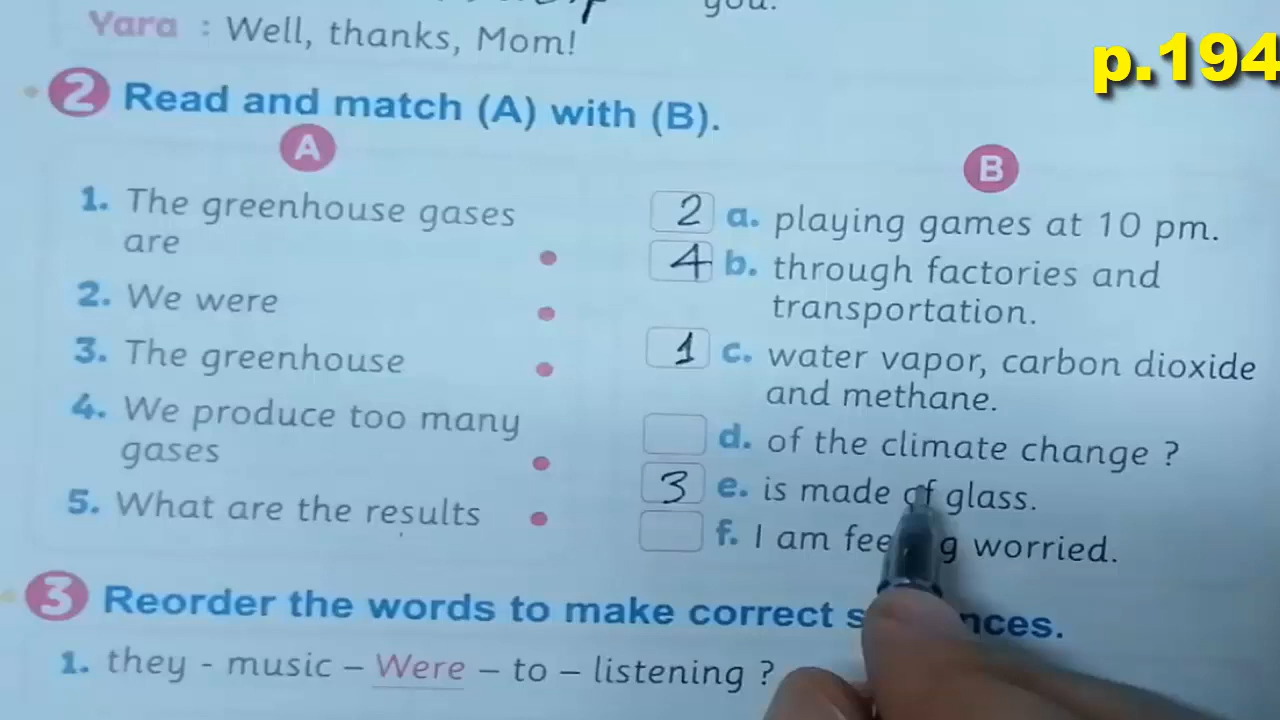 you.
Yara : Well, thanks, Mom!
p.194
2 Read and match (A) with (B).
A
B
1. The greenhouse gases
are
2. We were
3. The greenhouse
4. We produce too many
gases
5. What are the results
2 a. playing games at 10 pm.
4 b. through factories and
transportation.
1 c. water vapor, carbon dioxide
and methane.
d. of the climate change ?
3 e. is made of glass.
f. I am worried.
3 Reorder the words to make correct
1. they - music – Were – to – listening ?